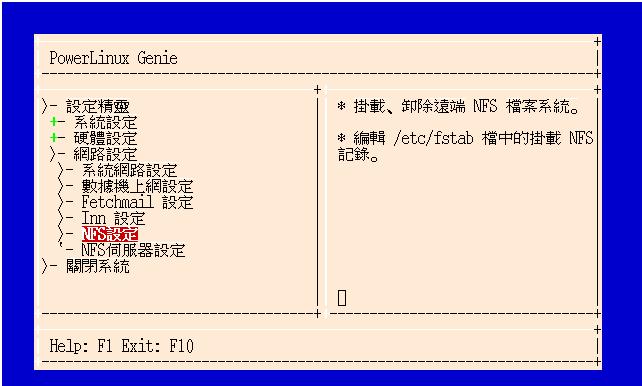 PowerLinux Genie
設定精靈
系統設定
硬體設定
網路設定
系統網路設定
數據機上網設定
Fetchmail 設定
Inn 設定
NFS設定
NFS伺服器設定
關閉系統
* 掛載、卸除遠端 NFS 檔案系統。
* 編輯 /etc/fstab 檔中的掛載 NFS
記錄。
Help: F1 Exit: F10